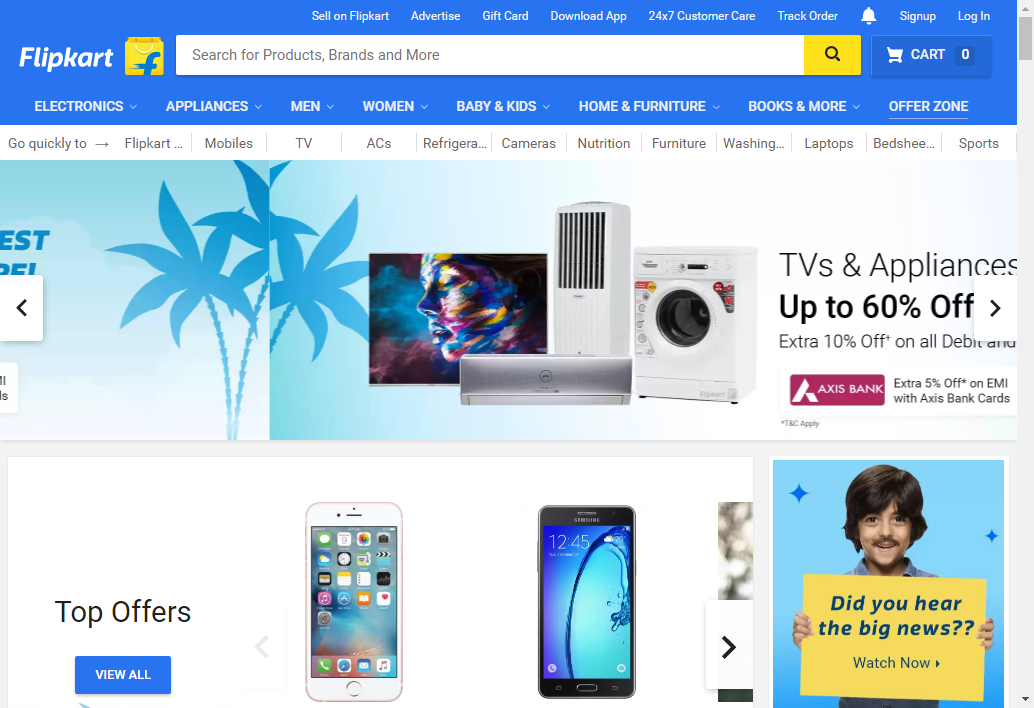 Sell on Flipkart Advertise Gift Card Download App 24x7 Customer Care Track Order Signup Log In
Flipkart
Search for Products, Brands and More
CART 0
ELECTRONICS APPLIANCES MEN WOMEN BABY & KIDS HOME & FURNITURE BOOKS & MORE OFFER ZONE
Go quickly to → Flipkart ... Mobiles TV ACs Refrigera... Cameras Nutrition Furniture Washing... Laptops Bedshee... Sports
EST
TVs & Appliances
Up to 60% Off
Extra 10% Off* on all Debit and
AXIS BANK
Extra 5% Off* on EMI
with Axis Bank Cards
*T&C Apply
Flipkart
Top Offers
VIEW ALL
SAMSUNG
12:45
Did you hear
the big news??
Watch Now